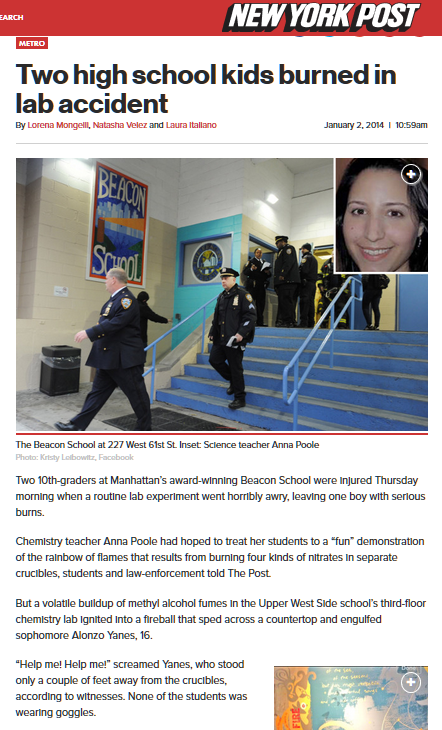 EARCH
NEW YORK POST
METRO
Two high school kids burned in
lab accident
By Lorena Mongelli, Natasha Velez and Laura Italiano
January 2, 2014 | 10:59am
BEACON
SCHOOL
The Beacon School at 227 West 61st St. Inset: Science teacher Anna Poole
Photo: Kristy Leibowitz, Facebook
Two 10th-graders at Manhattan's award-winning Beacon School were injured Thursday
morning when a routine lab experiment went horribly awry, leaving one boy with serious
burns.
Chemistry teacher Anna Poole had hoped to treat her students to a “fun” demonstration
of the rainbow of flames that results from burning four kinds of nitrates in separate
crucibles, students and law-enforcement told The Post.
But a volatile buildup of methyl alcohol fumes in the Upper West Side school's third-floor
chemistry lab ignited into a fireball that sped across a countertop and engulfed
sophomore Alonzo Yanes, 16.
“Help me! Help me!” screamed Yanes, who stood
only a couple of feet away from the crucibles,
according to witnesses. None of the students was
wearing goggles.
FIRE